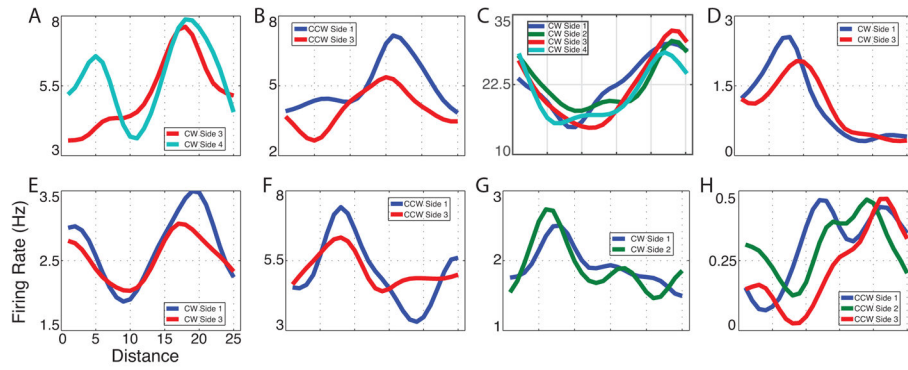 A
8
5.5
3
CW Side 3
CW Side 4
B
8
5
2
CCW Side 1
CCW Side 3
C
35
22.5
10
CW Side 1
CW Side 2
CW Side 3
CW Side 4
D
3
1.5
0
CW Side 1
CW Side 3
E
3.5
2.5
1.5
CW Side 1
CW Side 3
0 5 10 15 20 25
Distance
Firing Rate (Hz)
F
8
5.5
3
CCW Side 1
CCW Side 3
G
3
2
1
CW Side 1
CW Side 2
H
0.5
0.25
0
CCW Side 1
CCW Side 2
CCW Side 3